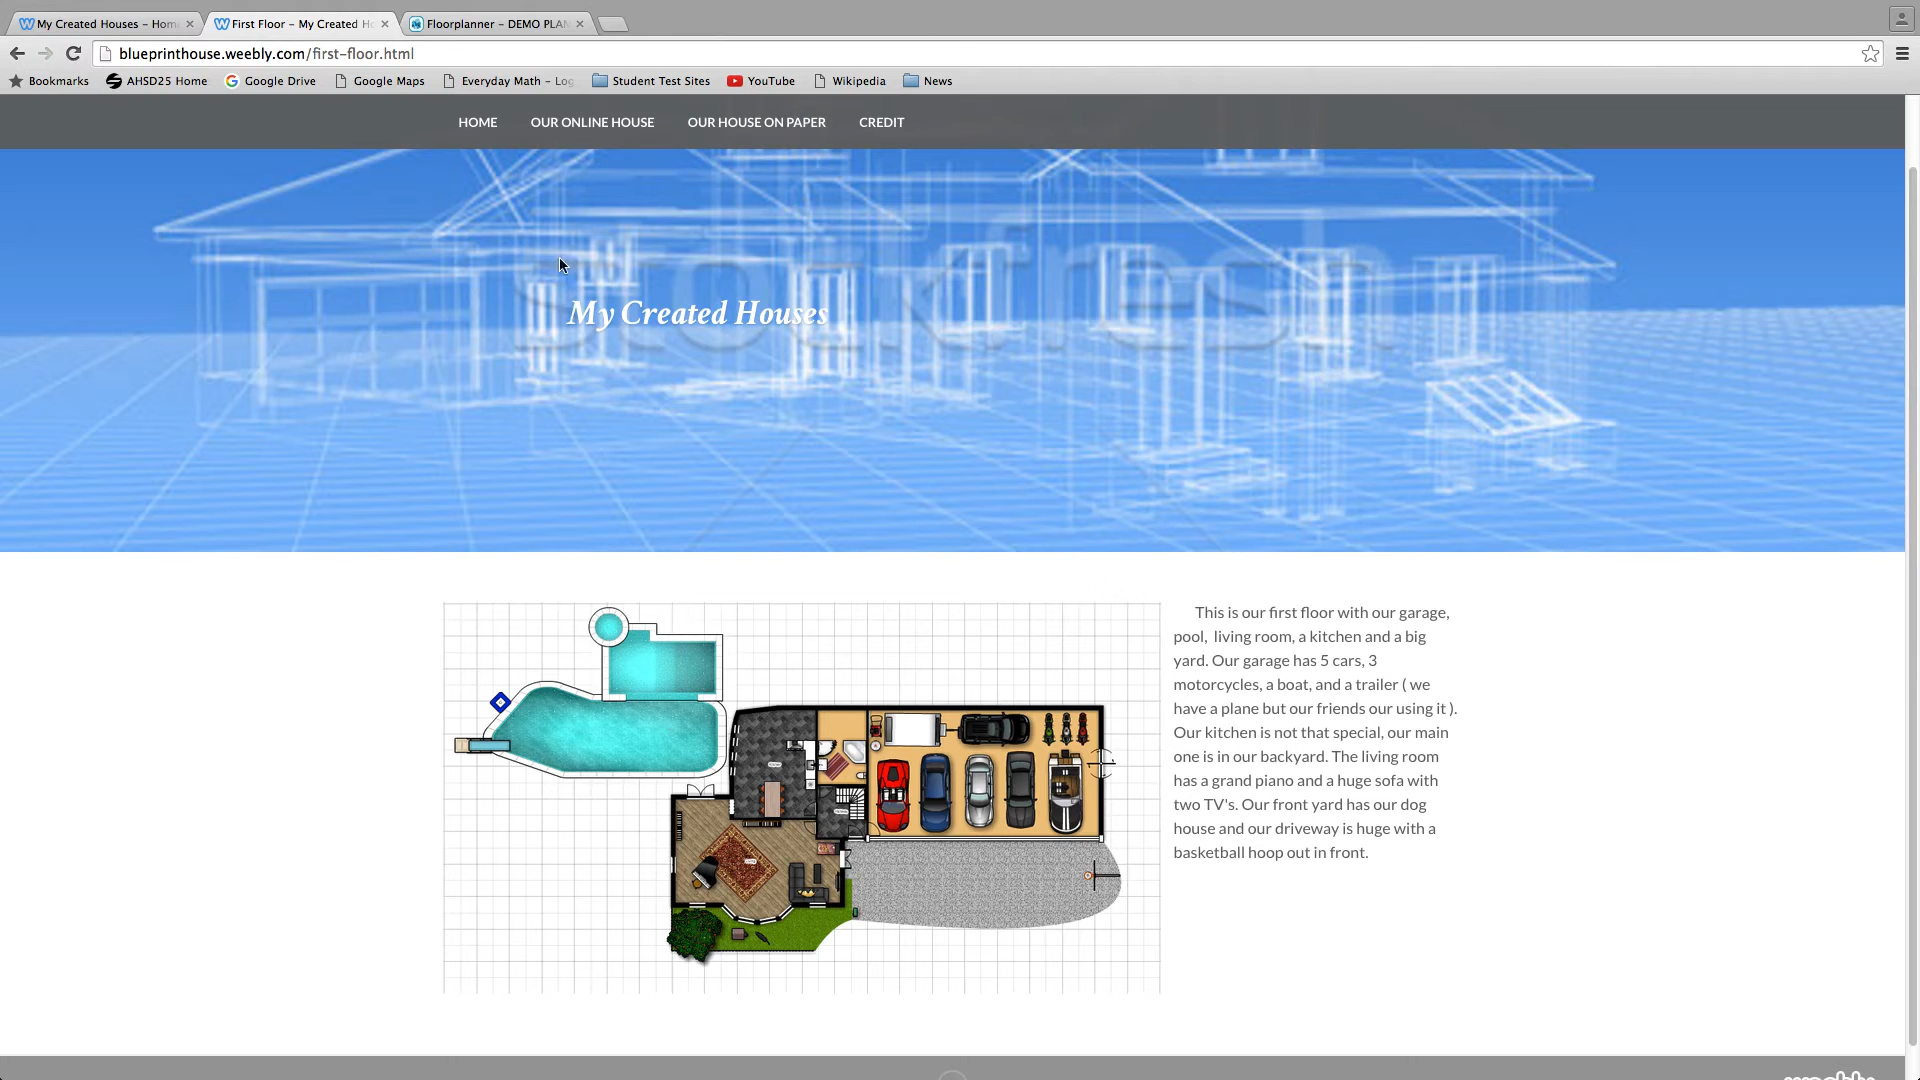 My Created Houses - Hom
First Floor - My Created Ho
Floorplanner - DEMO PLAN
blueprinthouse.weebly.com/first-floor.html
Bookmarks AHSD25 Home Google Drive Google Maps Everyday Math - Log Student Test Sites YouTube Wikipedia News
HOME OUR ONLINE HOUSE OUR HOUSE ON PAPER CREDIT
stockfresh
My Created Houses
This is our first floor with our garage,
pool, living room, a kitchen and a big
yard. Our garage has 5 cars, 3
motorcycles, a boat, and a trailer ( we
have a plane but our friends our using it ).
Our kitchen is not that special, our main
one is in our backyard. The living room
has a grand piano and a huge sofa with
two TV's. Our front yard has our dog
house and our driveway is huge with a
basketball hoop out in front.
weebly